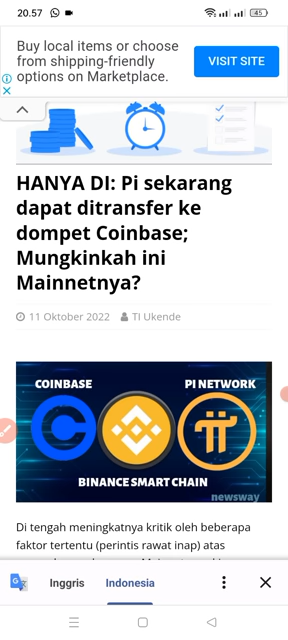 20.57
45
Buy local items or choose
from shipping-friendly
options on Marketplace.
VISIT SITE
HANYA DI: Pi sekarang
dapat ditransfer ke
dompet Coinbase;
Mungkinkah ini
Mainnetnya?
11 Oktober 2022 TI Ukende
COINBASE PI NETWORK
BINANCE SMART CHAIN
newsway
Di tengah meningkatnya kritik oleh beberapa
faktor tertentu (perintis rawat inap) atas
Inggris Indonesia